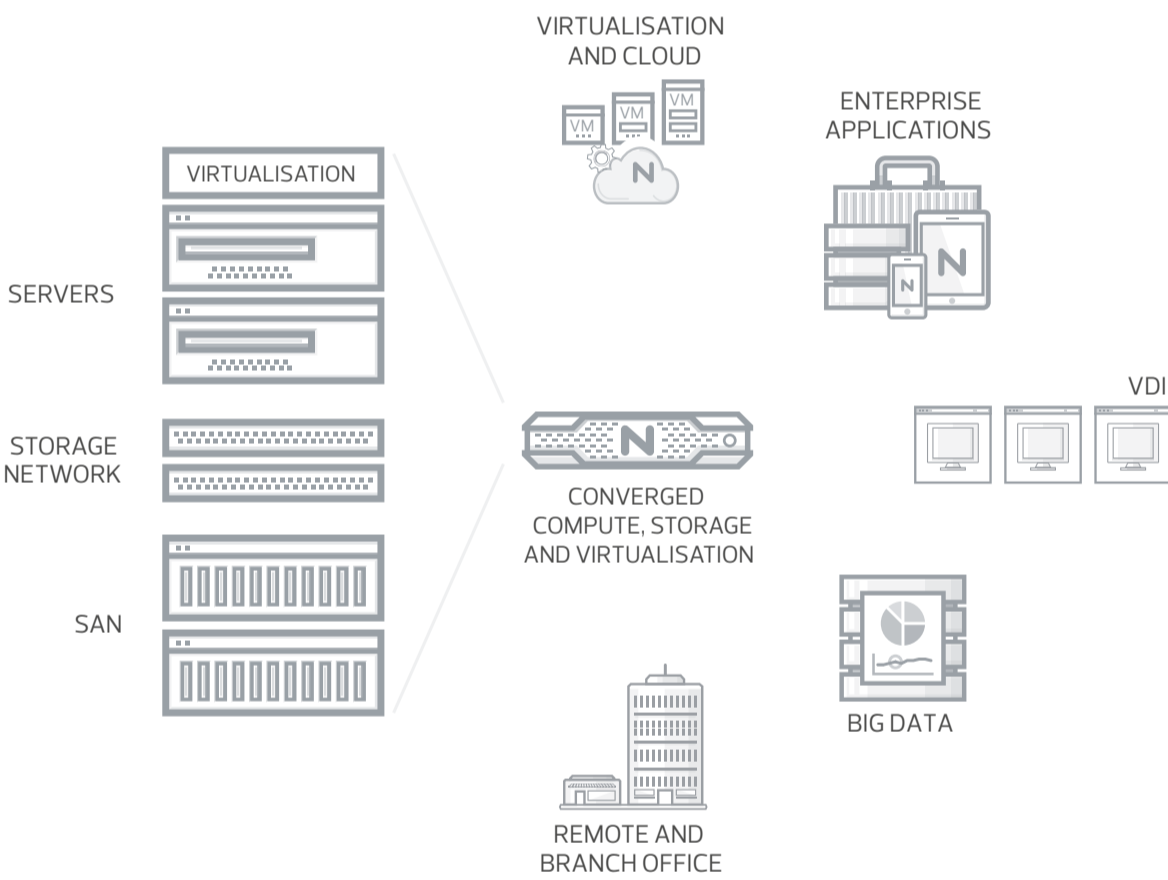 VIRTUALISATION
AND CLOUD
VM
VM
VM
N
ENTERPRISE
APPLICATIONS
N
N
VIRTUALISATION
SERVERS
STORAGE
NETWORK
SAN
N
CONVERGED
COMPUTE, STORAGE
AND VIRTUALISATION
VDI
BIG DATA
REMOTE AND
BRANCH OFFICE